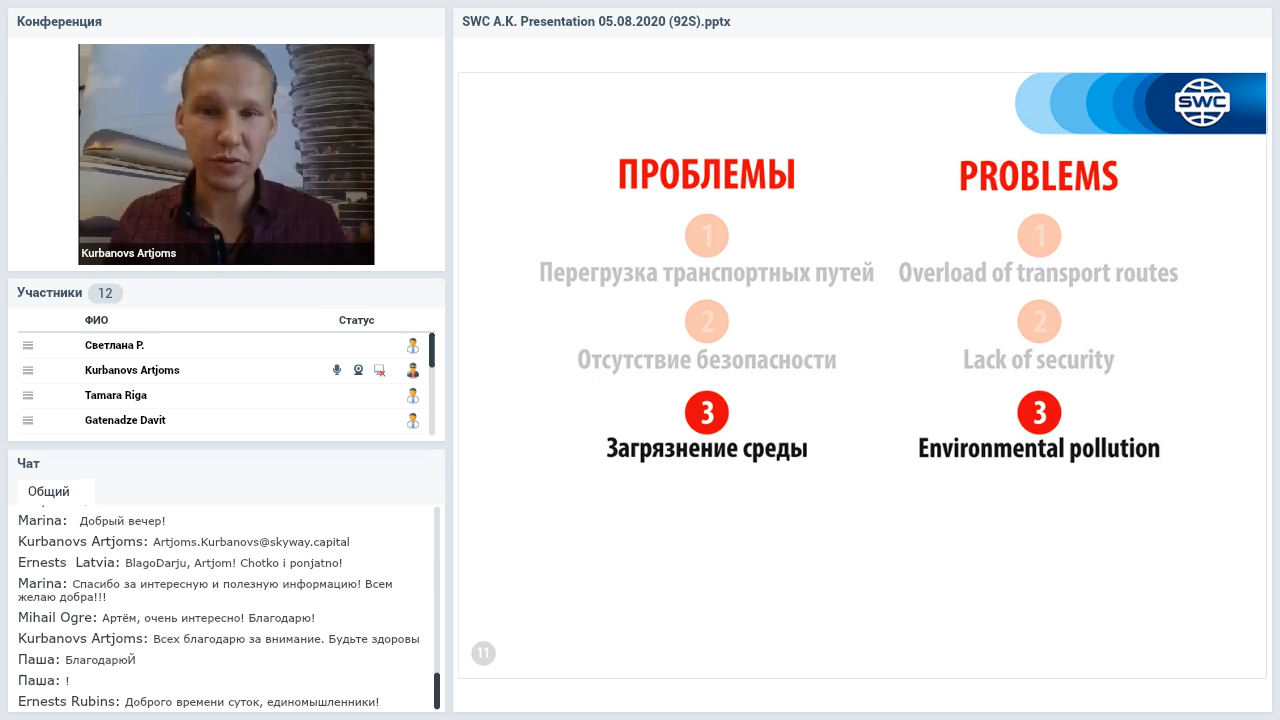 Конференция
Kurbanovs Artjoms
Участники 12
ФИО Статус
Светлана Р.
Kurbanovs Artjoms
Tamara Riga
Gatenadze Davit
Чат
Общий
Marina: Добрый вечер!
Kurbanovs Artjoms: Artjoms.Kurbanovs@skyway.capital
Ernests Latvia: BlagoDarju, Artjom! Chotko i ponjatno!
Marina: Спасибо за интересную и полезную информацию! Всем
желаю добра!!!
Mihail Ogre: Артём, очень интересно! Благодарю!
Kurbanovs Artjoms: Всех благодарю за внимание. Будьте здоровы
Паша: БлагодарюЙ
Паша: !
Ernests Rubins: Доброго времени суток, единомышленники!
SWC A.K. Presentation 05.08.2020 (92S).pptx
SWC
ПРОБЛЕМЫ
1
Перегрузка транспортных путей
2
Отсутствие безопасности
3
Загрязнение среды
PROBLEMS
1
Overload of transport routes
2
Lack of security
3
Environmental pollution
11